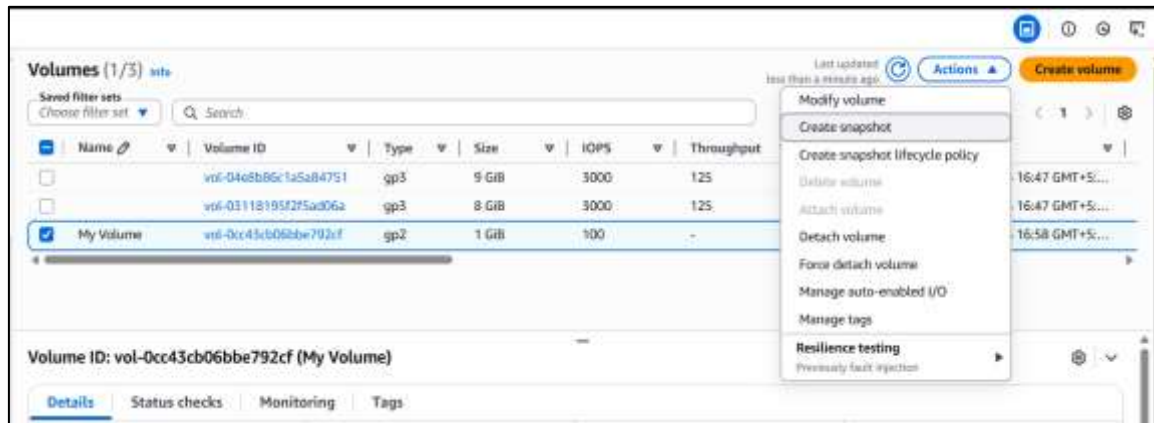 Volumes (1/3) Info
Last updated
less than a minute ago
Actions
Create volume
Saved filter sets
Choose filter set
Search
1
Name
Volume ID
Type
Size
IOPS
Throughput
vol-04e8b86c1a5a84751 gp3 9 GiB 3000 125 16:47 GMT+5:...
vol-03118195f2f5ad06a gp3 8 GiB 3000 125 16:47 GMT+5:...
My Volume vol-0cc43cb06bbe792cf gp2 1 GiB 100 - 16:58 GMT+5:...
Modify volume
Create snapshot
Create snapshot lifecycle policy
Delete volume
Attach volume
Detach volume
Force detach volume
Manage auto-enabled I/O
Manage tags
Resilience testing
Previously fault injection
Volume ID: vol-0cc43cb06bbe792cf (My Volume)
Details
Status checks
Monitoring
Tags